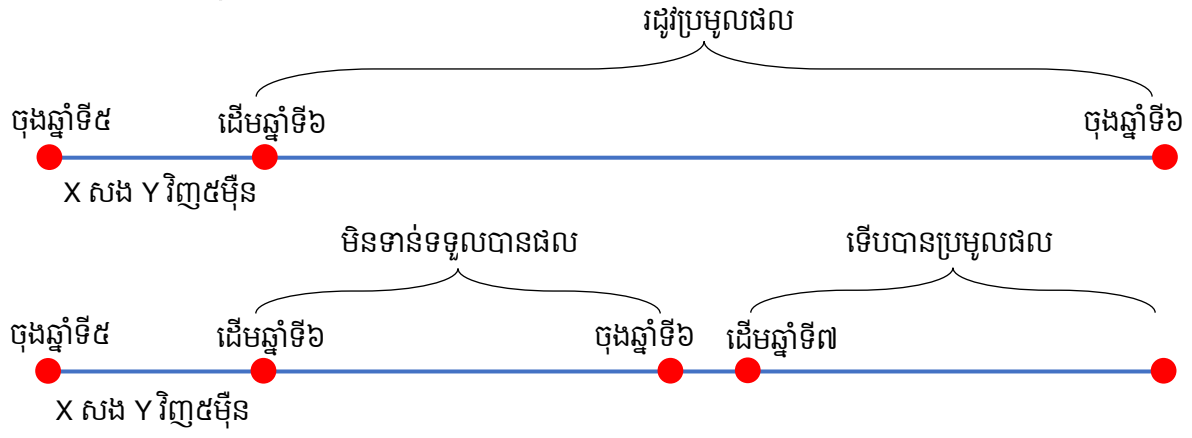 រដូវប្រមូលផល
ចុងឆ្នាំទី៥ ដើមឆ្នាំទី៦ ចុងឆ្នាំទី៦
X សង Y វិញ៥ម៉ឺន
មិនទាន់ទទួលបានផល ទើបបានប្រមូលផល
ចុងឆ្នាំទី៥ ដើមឆ្នាំទី៦ ចុងឆ្នាំទី៦ ដើមឆ្នាំទី៧
X សង Y វិញ៥ម៉ឺន